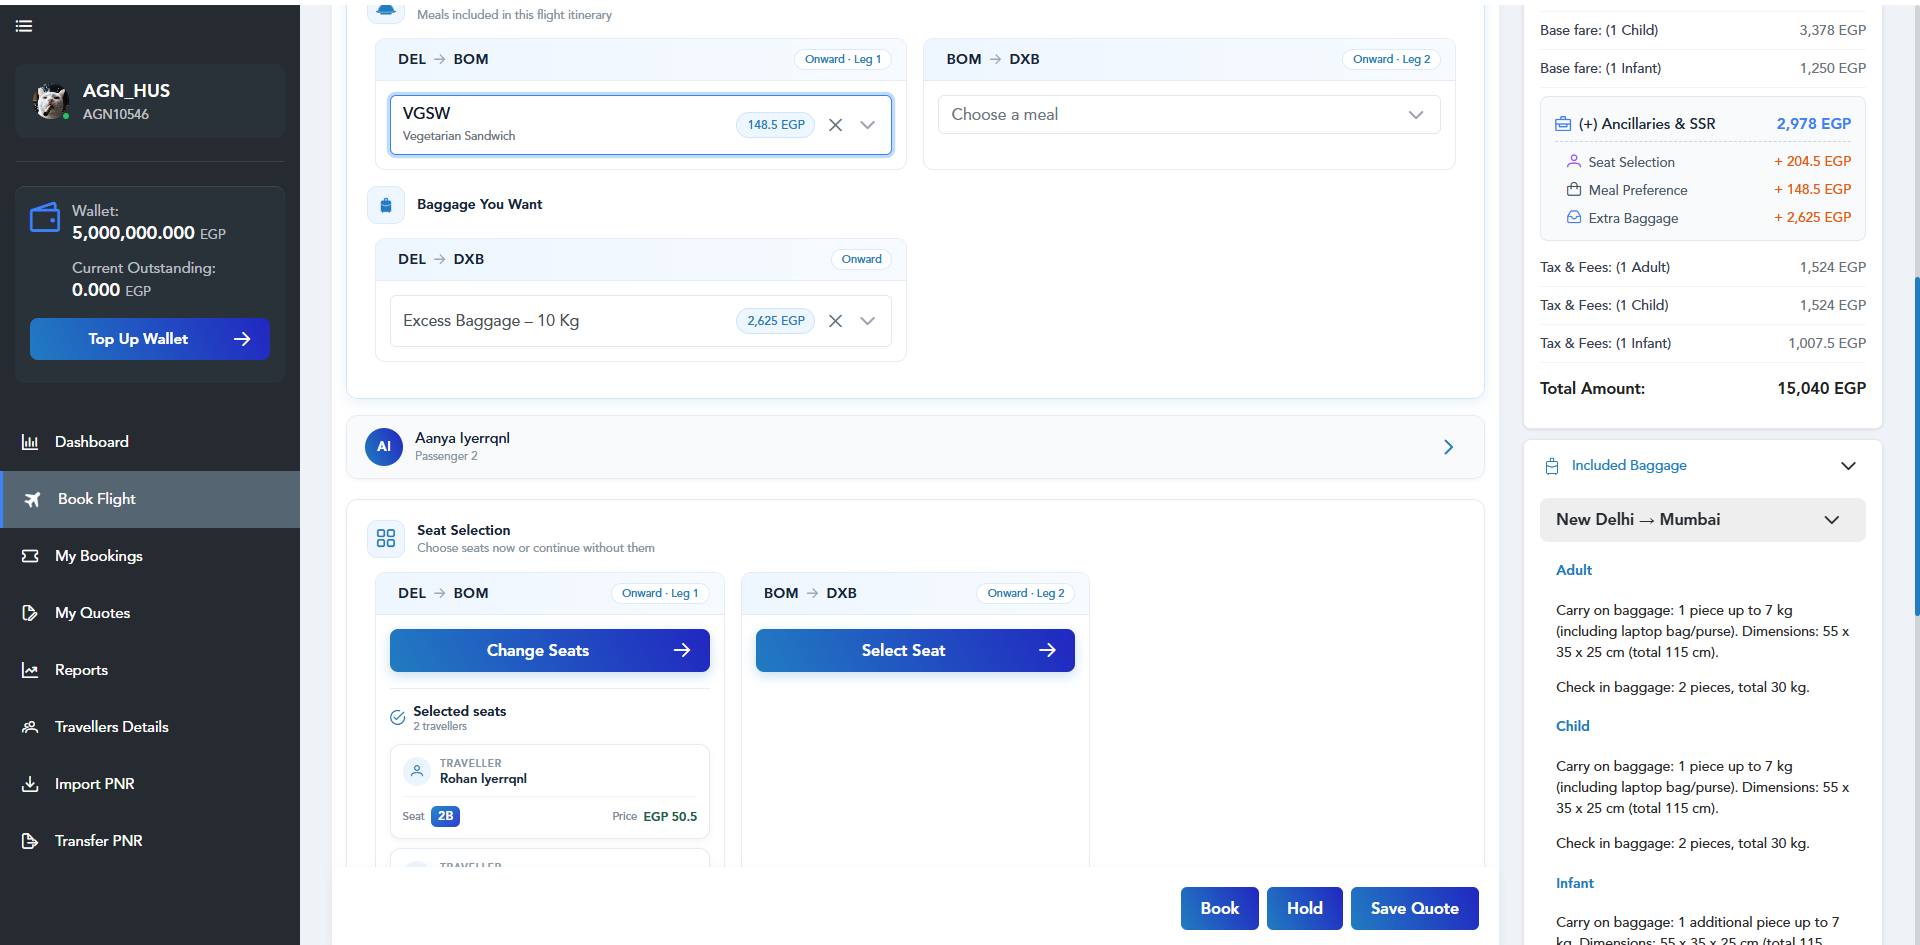 AGN_HUS
AGN10546
Wallet:
5,000,000.000 EGP
Current Outstanding:
0.000 EGP
Top Up Wallet
Dashboard
Book Flight
My Bookings
My Quotes
Reports
Travellers Details
Import PNR
Transfer PNR
Meals included in this flight itinerary
DEL → BOM
Onward · Leg 1
VGSW
Vegetarian Sandwich
148.5 EGP
BOM → DXB
Onward · Leg 2
Choose a meal
Baggage You Want
DEL → DXB
Onward
Excess Baggage – 10 Kg
2,625 EGP
AI
Aanya Iyerrqnl
Passenger 2
Seat Selection
Choose seats now or continue without them
DEL → BOM
Onward · Leg 1
Change Seats
Selected seats
2 travellers
TRAVELLER
Rohan Iyerrqnl
Seat 2B
Price EGP 50.5
TRAVELLER
BOM → DXB
Onward · Leg 2
Select Seat
Book
Hold
Save Quote
Base fare: (1 Child) 3,378 EGP
Base fare: (1 Infant) 1,250 EGP
(+) Ancillaries & SSR 2,978 EGP
Seat Selection + 204.5 EGP
Meal Preference + 148.5 EGP
Extra Baggage + 2,625 EGP
Tax & Fees: (1 Adult) 1,524 EGP
Tax & Fees: (1 Child) 1,524 EGP
Tax & Fees: (1 Infant) 1,007.5 EGP
Total Amount: 15,040 EGP
Included Baggage
New Delhi → Mumbai
Adult
Carry on baggage: 1 piece up to 7 kg
(including laptop bag/purse). Dimensions: 55 x
35 x 25 cm (total 115 cm).
Check in baggage: 2 pieces, total 30 kg.
Child
Carry on baggage: 1 piece up to 7 kg
(including laptop bag/purse). Dimensions: 55 x
35 x 25 cm (total 115 cm).
Check in baggage: 2 pieces, total 30 kg.
Infant
Carry on baggage: 1 additional piece up to 7
kg. Dimensions: 55 x 35 x 25 cm (total 115